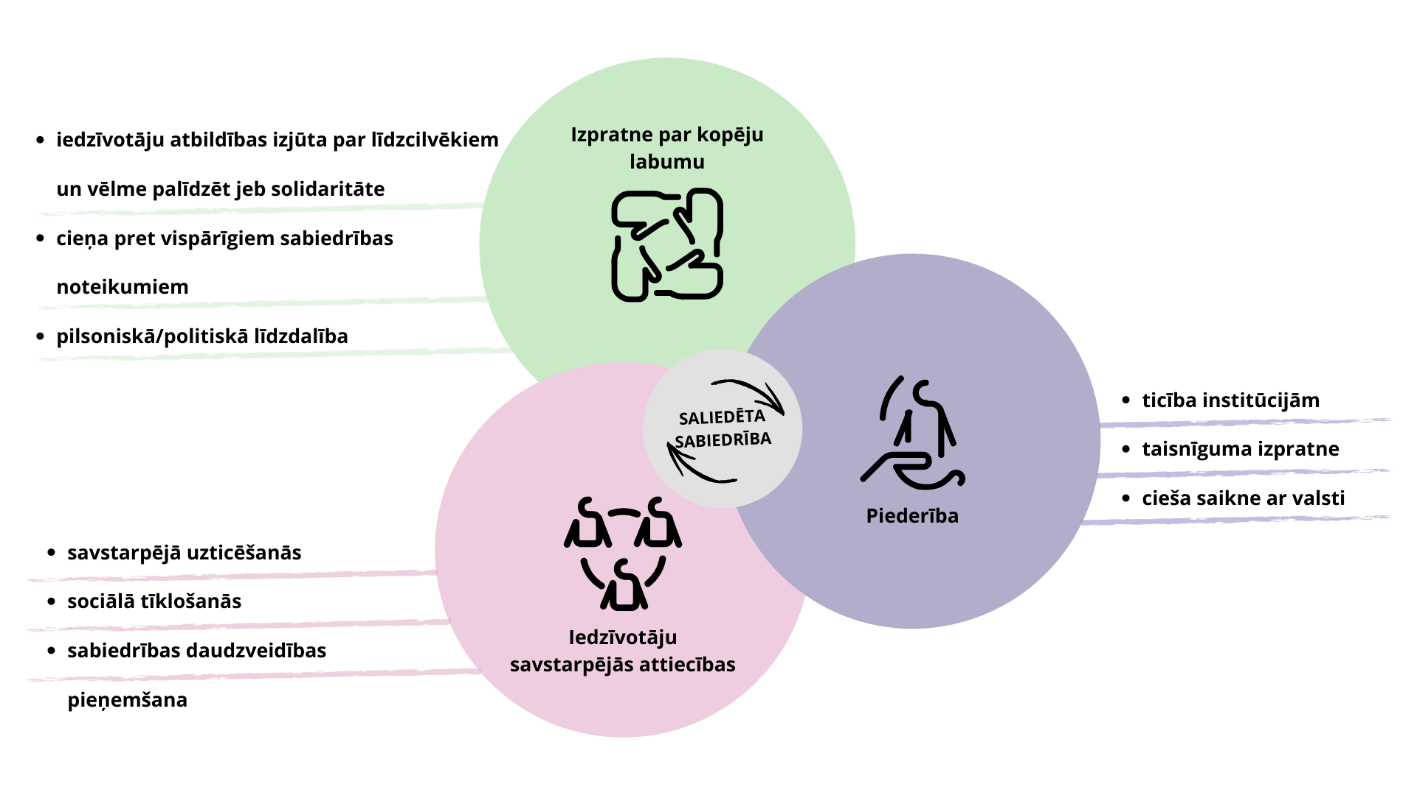 Izpratne par kopēju
labumu
• iedzīvotāju atbildības izjūta par līdzcilvēkiem
un vēlme palīdzēt jeb solidaritāte
• cieņa pret vispārīgiem sabiedrības
noteikumiem
• pilsoniskā/politiskā līdzdalība
SALIEDĒTA
SABIEDRĪBA
Piederība
• ticība institūcijām
• taisnīguma izpratne
• cieša saikne ar valsti
Iedzīvotāju
savstarpējās attiecības
• savstarpējā uzticēšanās
• sociālā tīklošanās
• sabiedrības daudzveidības
pieņemšana